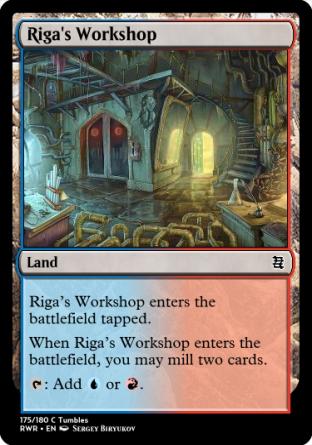 Riga's Workshop
Land
Riga's Workshop enters the
battlefield tapped.
When Riga's Workshop enters the
battlefield, you may mill two cards.
: Add or .
175/180 C Tumbles
RWR • EN Sergey Biryukov